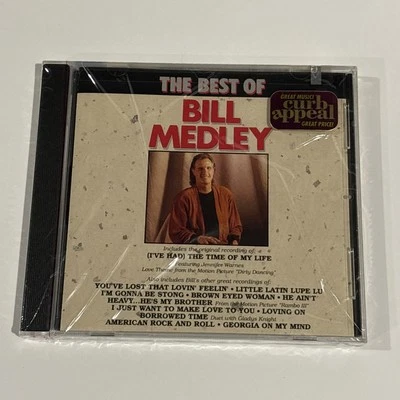 THE BEST OF
GREAT MUSIC!
curb
appeal
GREAT PRICE!
BILL
MEDLEY
Includes the original recording of:
(I'VE HAD) THE TIME OF MY LIFE
featuring Jennifer Warnes
Love Theme from the Motion Picture "Dirty Dancing"
Also includes Bill's other great recordings of:
YOU'VE LOST THAT LOVIN' FEELIN' • LITTLE LATIN LUPE LU
I'M GONNA BE STONG • BROWN EYED WOMAN • HE AIN'T
HEAVY...HE'S MY BROTHER From the Motion Picture "Rambo III"
I JUST WANT TO MAKE LOVE TO YOU • LOVING ON
BORROWED TIME Duet with Gladys Knight
AMERICAN ROCK AND ROLL • GEORGIA ON MY MIND